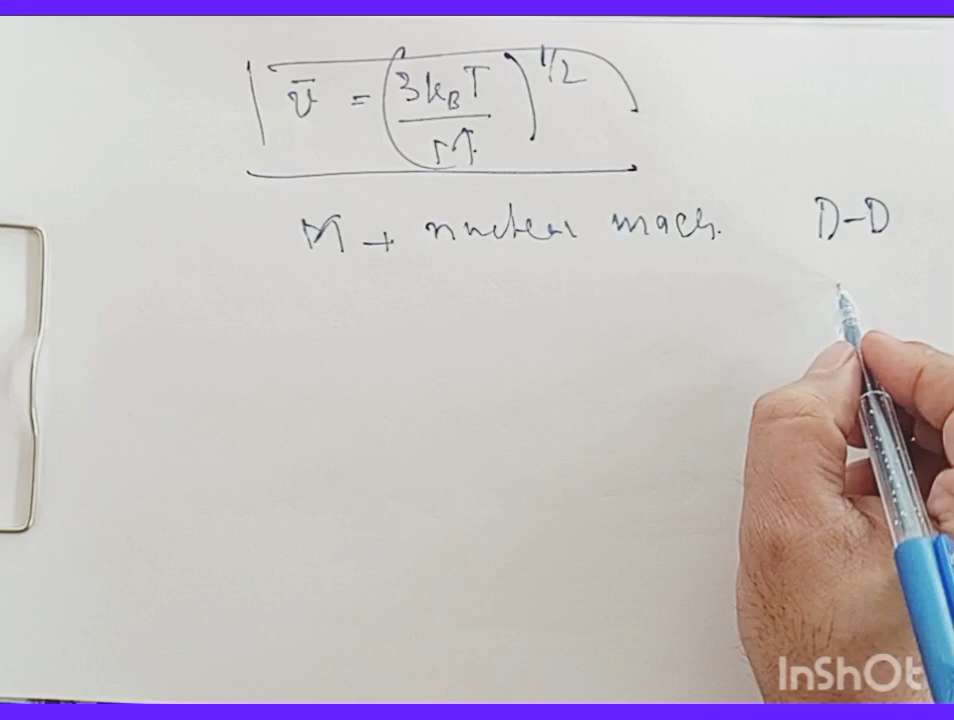 v̄ = (3k_BT / M)^1/2
M → nuclear mass. D-D
InShOt